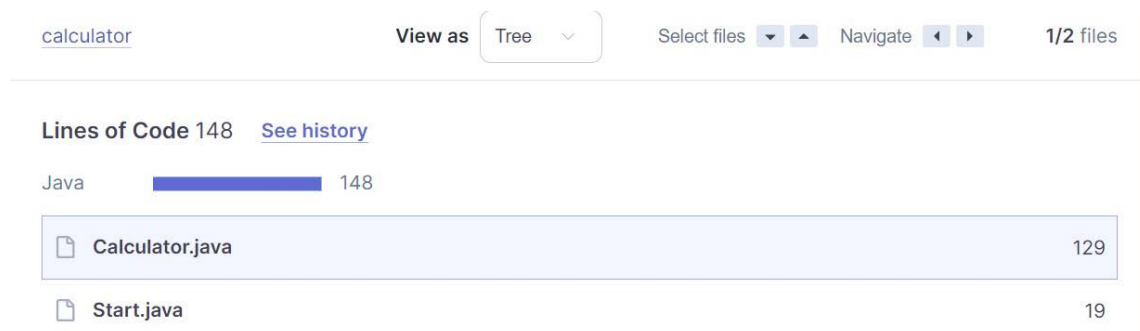 calculator View as Tree Select files Navigate 1/2 files
Lines of Code 148 See history
Java 148
Calculator.java 129
Start.java 19